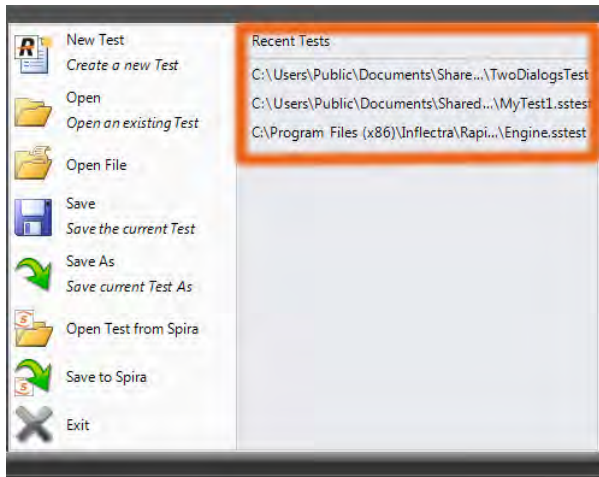 New Test
Create a new Test
Open
Open an existing Test
Open File
Save
Save the current Test
Save As
Save current Test As
Open Test from Spira
Save to Spira
Exit
Recent Tests
C:\Users\Public\Documents\Share...\TwoDialogsTest
C:\Users\Public\Documents\Shared...\MyTest1.sstest
C:\Program Files (x86)\Inflectra\Rapi...\Engine.sstest